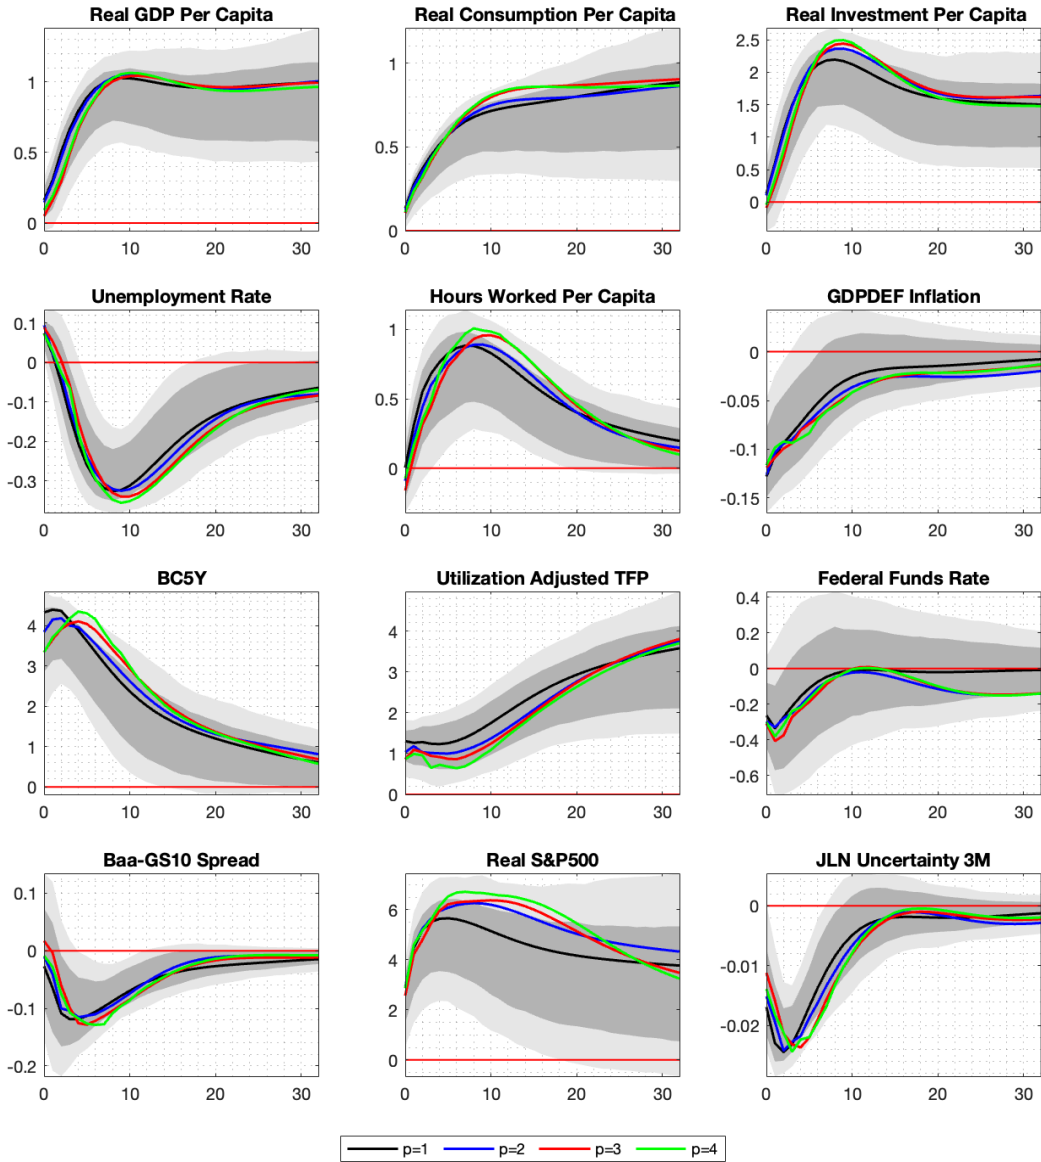 Real GDP Per Capita
1
0.5
0
0 10 20 30
Real Consumption Per Capita
1
0.5
0
0 10 20 30
Real Investment Per Capita
2.5
2
1.5
1
0.5
0
0 10 20 30
Unemployment Rate
0.1
0
-0.1
-0.2
-0.3
0 10 20 30
Hours Worked Per Capita
1
0.5
0
0 10 20 30
GDPDEF Inflation
0
-0.05
-0.1
-0.15
0 10 20 30
BC5Y
4
3
2
1
0
0 10 20 30
Utilization Adjusted TFP
4
3
2
1
0
0 10 20 30
Federal Funds Rate
0.4
0.2
0
-0.2
-0.4
-0.6
0 10 20 30
Baa-GS10 Spread
0.1
0
-0.1
-0.2
0 10 20 30
Real S&P500
6
4
2
0
0 10 20 30
JLN Uncertainty 3M
0
-0.01
-0.02
0 10 20 30
p=1 p=2 p=3 p=4